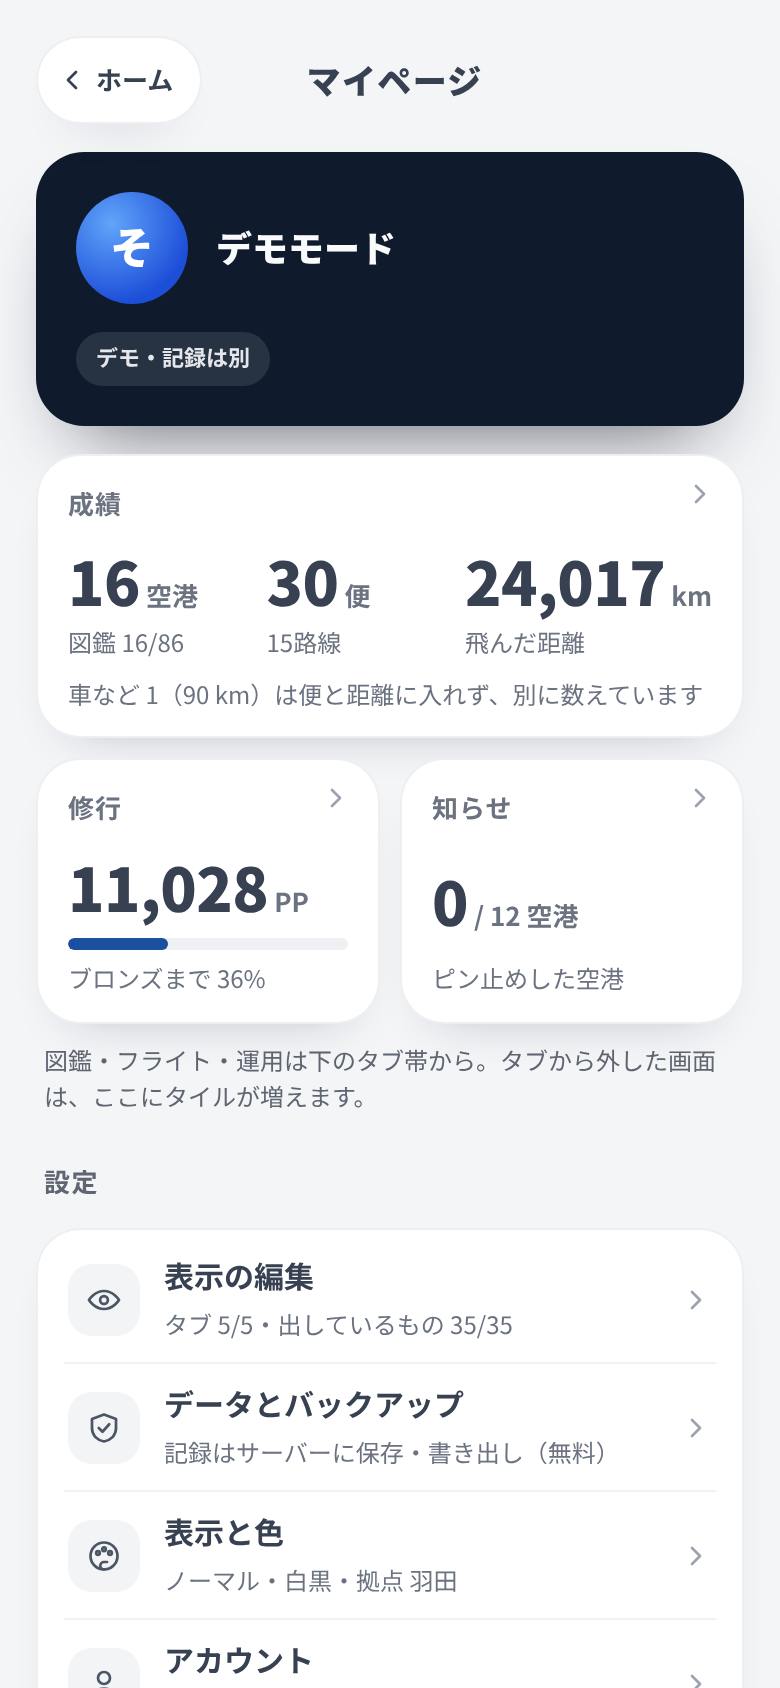 ホーム
マイページ
そ
デモモード
デモ・記録は別
成績
16 空港
30 便
24,017 km
図鑑 16/86
15路線
飛んだ距離
車など 1（90 km）は便と距離に入れず、別に数えています
修行
11,028 PP
ブロンズまで 36%
知らせ
0 / 12 空港
ピン止めした空港
図鑑・フライト・運用は下のタブ帯から。タブから外した画面
は、ここにタイルが増えます。
設定
表示の編集
タブ 5/5・出しているもの 35/35
データとバックアップ
記録はサーバーに保存・書き出し（無料）
表示と色
ノーマル・白黒・拠点 羽田
アカウント